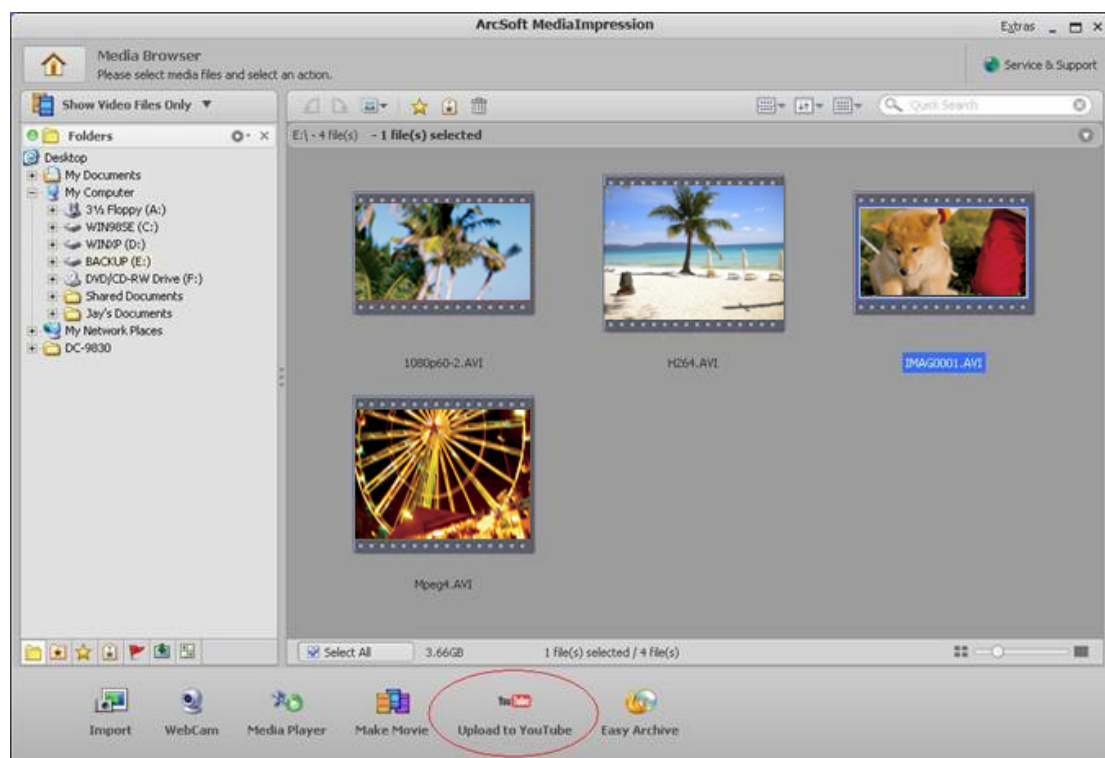 ArcSoft MediaImpression
Extras
Media Browser
Please select media files and select an action.
Service & Support
Show Video Files Only
Quick Search
Folders
E:\ - 4 file(s) - 1 file(s) selected
Desktop
My Documents
My Computer
3½ Floppy (A:)
WIN98SE (C:)
WINXP (D:)
BACKUP (E:)
DVD/CD-RW Drive (F:)
Shared Documents
Jay's Documents
My Network Places
DC-9830
1080p60-2.AVI
H264.AVI
IMAG0001.AVI
Mpeg4.AVI
Select All
3.66GB
1 file(s) selected / 4 file(s)
You
Import
WebCam
Media Player
Make Movie
Upload to YouTube
Easy Archive